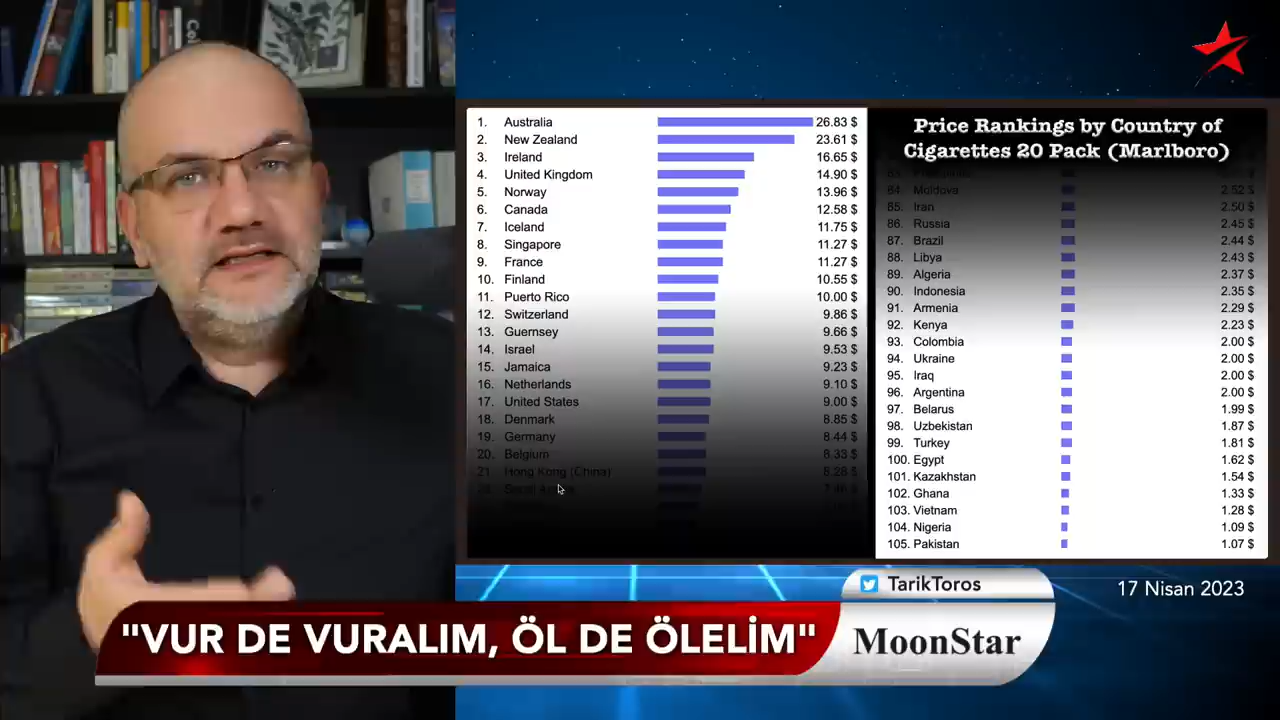 1. Australia 26.83 $
2. New Zealand 23.61 $
3. Ireland 16.65 $
4. United Kingdom 14.90 $
5. Norway 13.96 $
6. Canada 12.58 $
7. Iceland 11.75 $
8. Singapore 11.27 $
9. France 11.27 $
10. Finland 10.55 $
11. Puerto Rico 10.00 $
12. Switzerland 9.86 $
13. Guernsey 9.66 $
14. Israel 9.53 $
15. Jamaica 9.23 $
16. Netherlands 9.10 $
17. United States 9.00 $
18. Denmark 8.85 $
19. Germany 8.44 $
20. Belgium 8.33 $
21. Hong Kong (China) 8.28 $
Price Rankings by Country of
Cigarettes 20 Pack (Marlboro)
84. Moldova 2.52 $
85. Iran 2.50 $
86. Russia 2.45 $
87. Brazil 2.44 $
88. Libya 2.43 $
89. Algeria 2.37 $
90. Indonesia 2.35 $
91. Armenia 2.29 $
92. Kenya 2.23 $
93. Colombia 2.00 $
94. Ukraine 2.00 $
95. Iraq 2.00 $
96. Argentina 2.00 $
97. Belarus 1.99 $
98. Uzbekistan 1.87 $
99. Turkey 1.81 $
100. Egypt 1.62 $
101. Kazakhstan 1.54 $
102. Ghana 1.33 $
103. Vietnam 1.28 $
104. Nigeria 1.09 $
105. Pakistan 1.07 $
TarikToros
17 Nisan 2023
"VUR DE VURALIM, ÖL DE ÖLELİM"
MoonStar